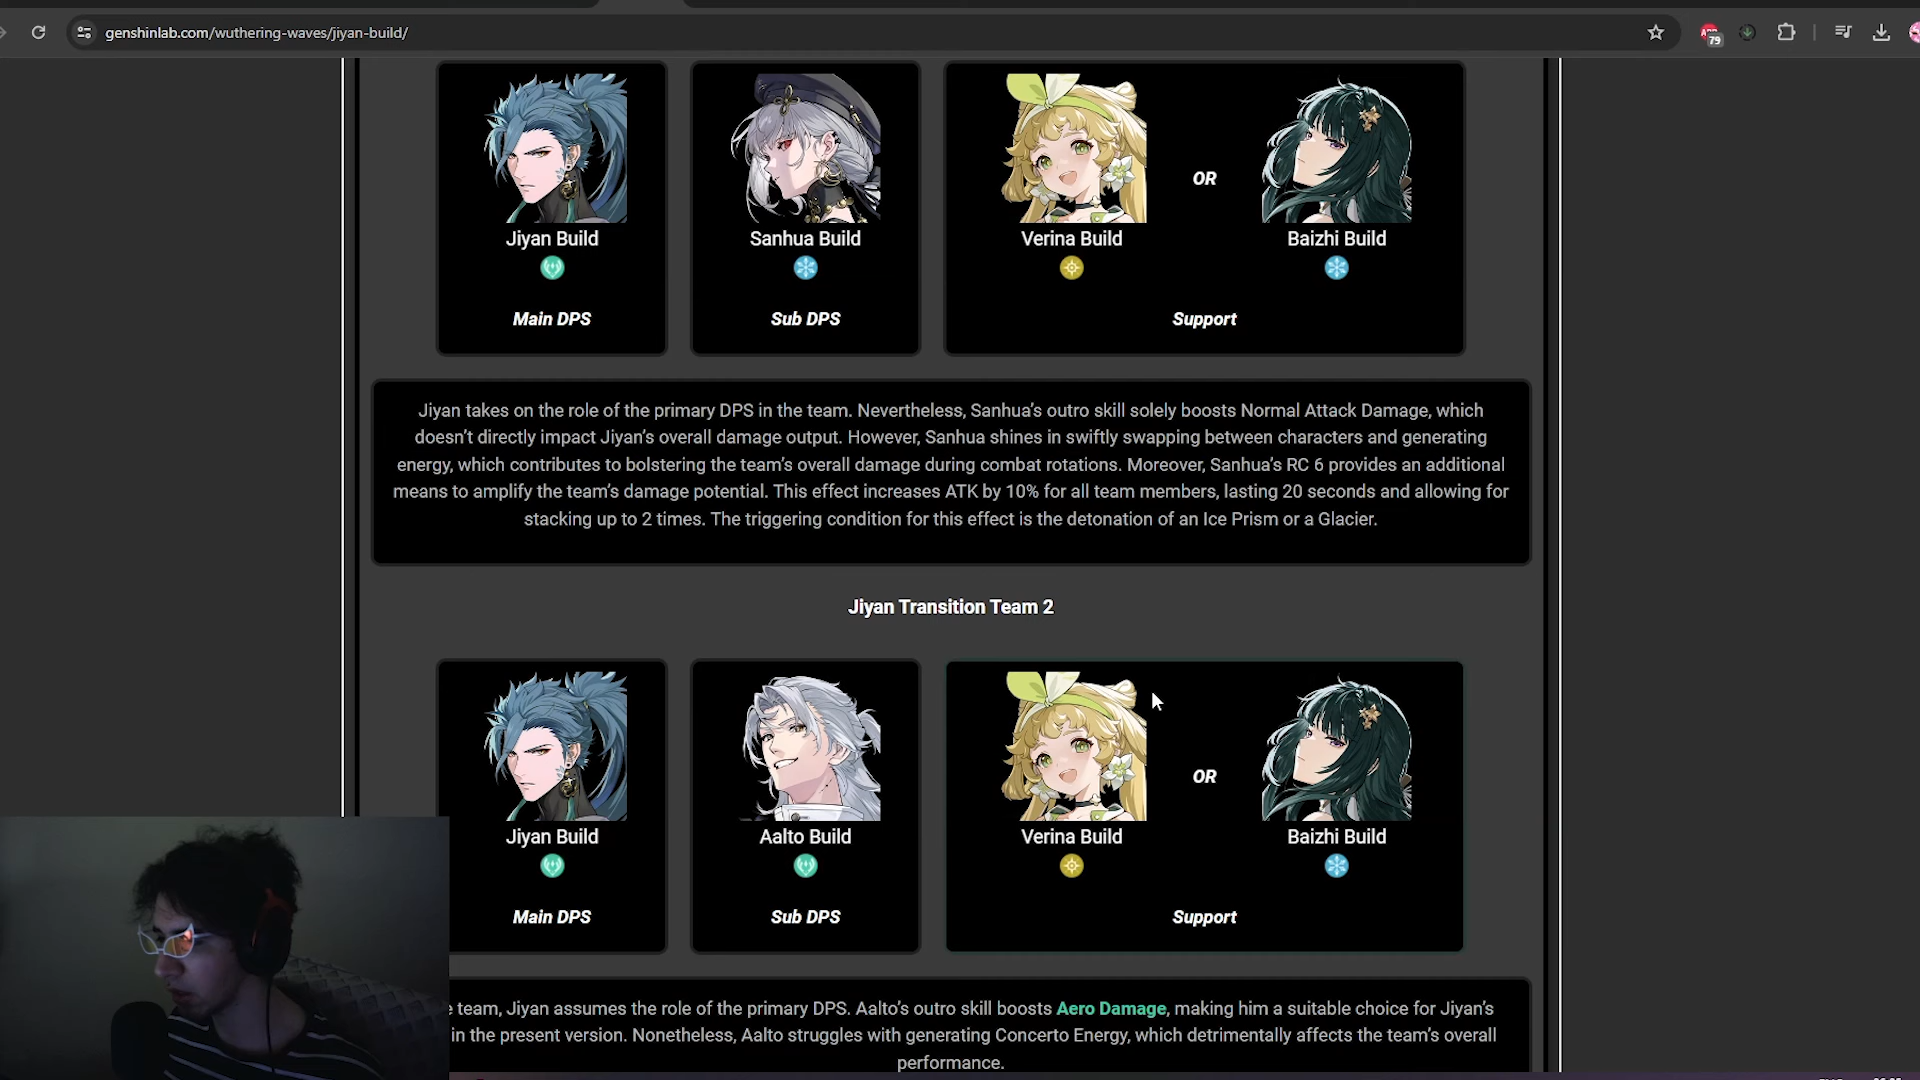 genshinlab.com/wuthering-waves/jiyan-build/
79
Jiyan Build
Sanhua Build
Verina Build
OR
Baizhi Build
Main DPS
Sub DPS
Support
Jiyan takes on the role of the primary DPS in the team. Nevertheless, Sanhua's outro skill solely boosts Normal Attack Damage, which
doesn't directly impact Jiyan's overall damage output. However, Sanhua shines in swiftly swapping between characters and generating
energy, which contributes to bolstering the team's overall damage during combat rotations. Moreover, Sanhua's RC 6 provides an additional
means to amplify the team's damage potential. This effect increases ATK by 10% for all team members, lasting 20 seconds and allowing for
stacking up to 2 times. The triggering condition for this effect is the detonation of an Ice Prism or a Glacier.
Jiyan Transition Team 2
Jiyan Build
Aalto Build
Verina Build
OR
Baizhi Build
Main DPS
Sub DPS
Support
team, Jiyan assumes the role of the primary DPS. Aalto's outro skill boosts Aero Damage, making him a suitable choice for Jiyan's
in the present version. Nonetheless, Aalto struggles with generating Concerto Energy, which detrimentally affects the team's overall
performance.